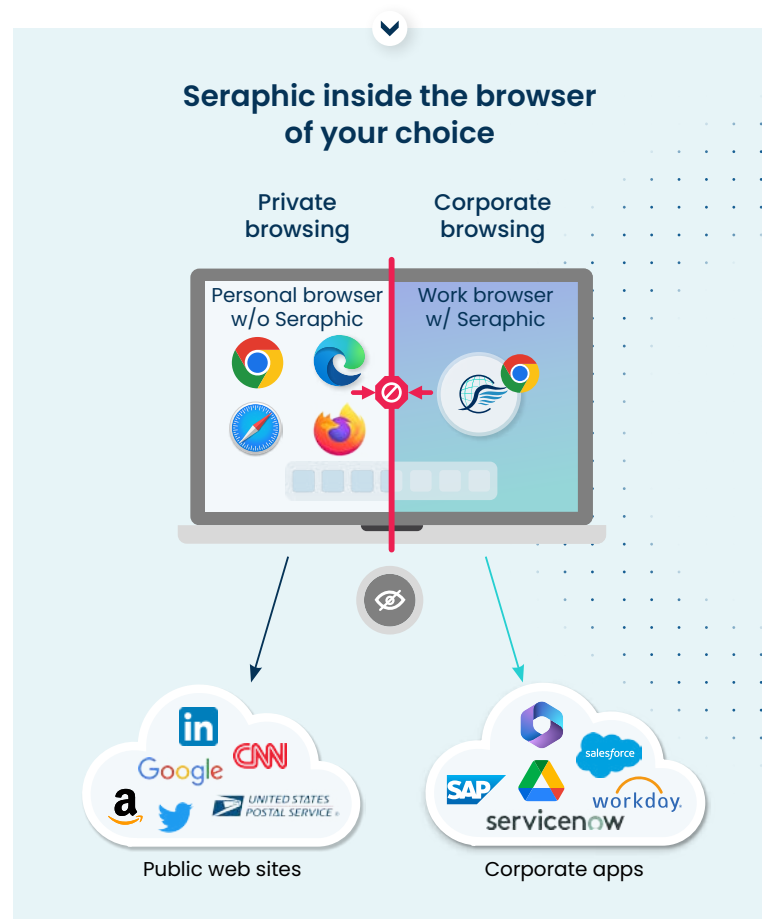 Seraphic inside the browser
of your choice
Private
browsing
Corporate
browsing
Personal browser
w/o Seraphic
Work browser
w/ Seraphic
in
CNN
Google
a
UNITED STATES
POSTAL SERVICE®
salesforce
SAP
workday.
servicenow
Public web sites
Corporate apps